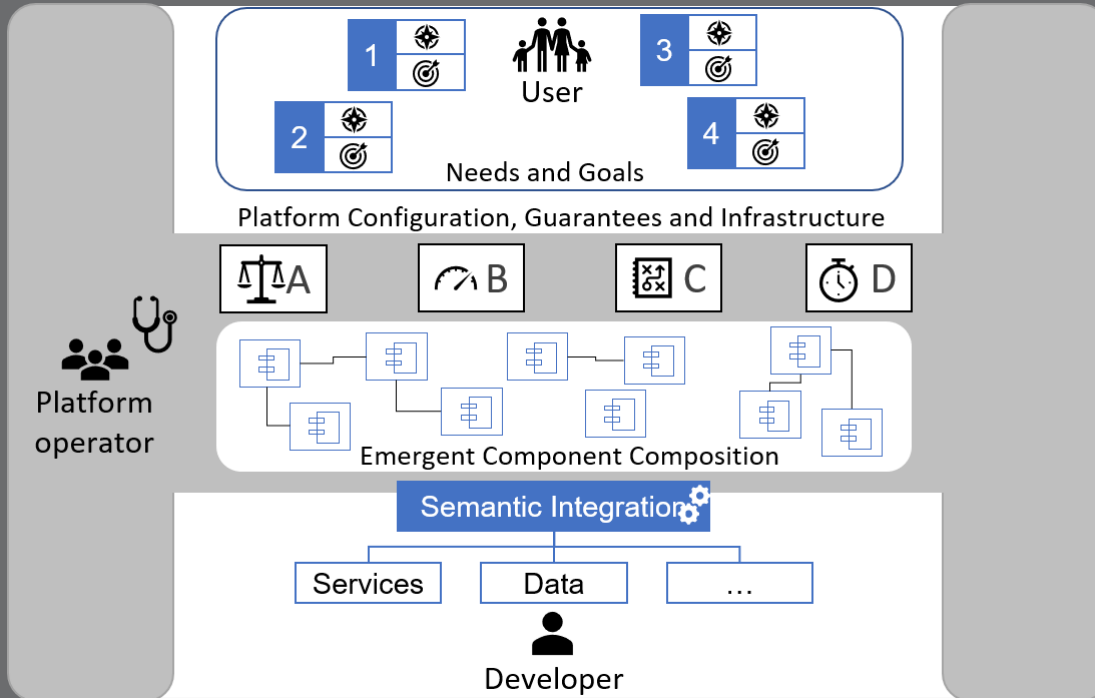 1
3
User
2
4
Needs and Goals
Platform Configuration, Guarantees and Infrastructure
A
B
C
D
Platform
operator
Emergent Component Composition
Semantic Integration
Services
Data
...
Developer